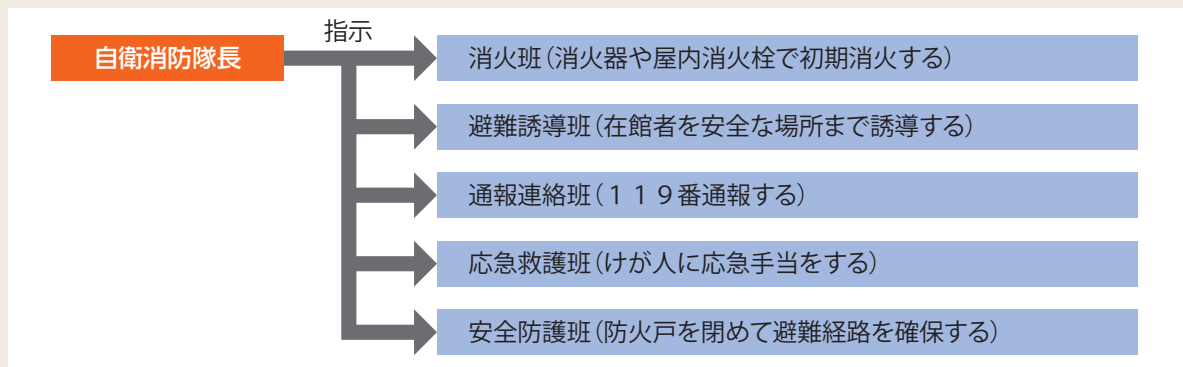 指示
自衛消防隊長
消火班(消火器や屋内消火栓で初期消火する)
避難誘導班(在館者を安全な場所まで誘導する)
通報連絡班(119番通報する)
応急救護班(けが人に応急手当をする)
安全防護班(防火戸を閉めて避難経路を確保する)